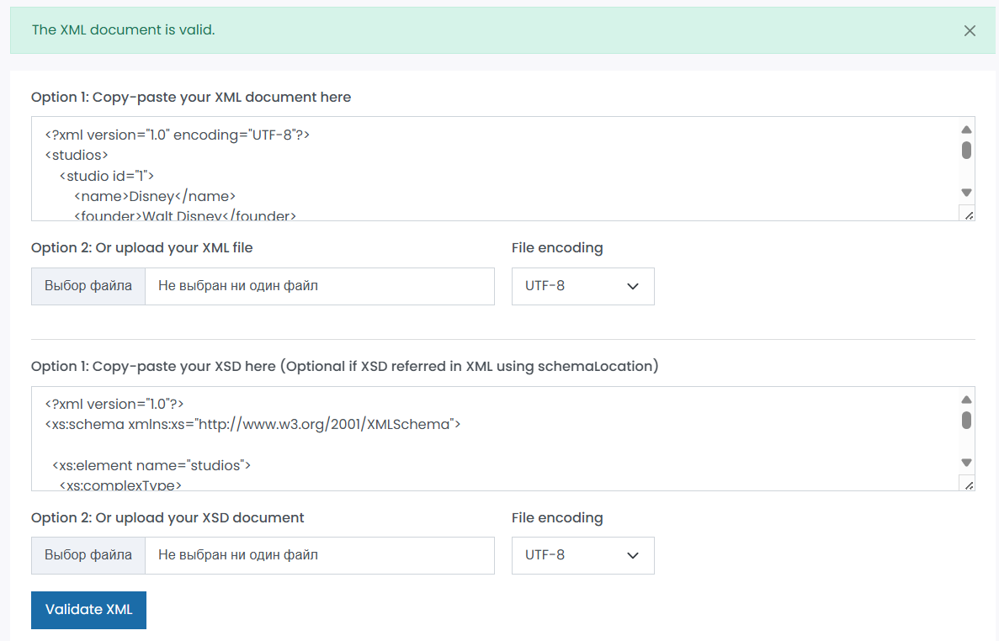 The XML document is valid.
Option 1: Copy-paste your XML document here
<?xml version="1.0" encoding="UTF-8"?>
<studios>
<studio id="1">
<name>Disney</name>
<founder>Walt Disney</founder>
Option 2: Or upload your XML file
File encoding
Выбор файла
Не выбран ни один файл
UTF-8
Option 1: Copy-paste your XSD here (Optional if XSD referred in XML using schemaLocation)
<?xml version="1.0"?>
<xs:schema xmlns:xs="http://www.w3.org/2001/XMLSchema">
<xs:element name="studios">
<xs:complexType>
Option 2: Or upload your XSD document
File encoding
Выбор файла
Не выбран ни один файл
UTF-8
Validate XML